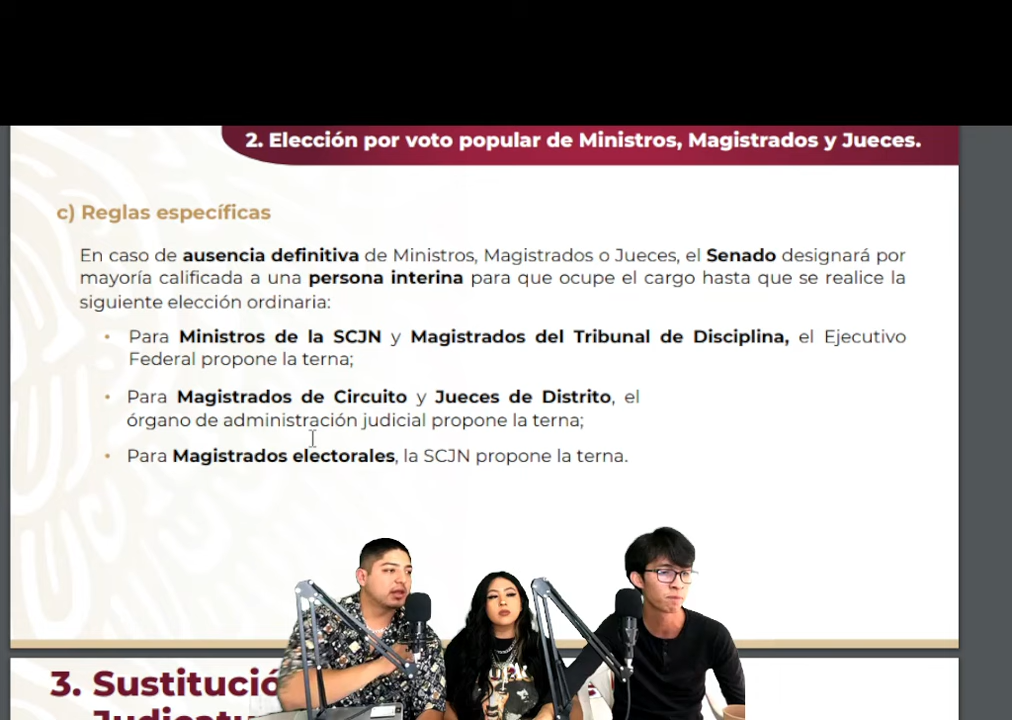 2. Elección por voto popular de Ministros, Magistrados y Jueces.
c) Reglas específicas
En caso de ausencia definitiva de Ministros, Magistrados o Jueces, el Senado designará por
mayoría calificada a una persona interina para que ocupe el cargo hasta que se realice la
siguiente elección ordinaria:
• Para Ministros de la SCJN y Magistrados del Tribunal de Disciplina, el Ejecutivo
Federal propone la terna;
• Para Magistrados de Circuito y Jueces de Distrito, el
órgano de administración judicial propone la terna;
• Para Magistrados electorales, la SCJN propone la terna.
3.